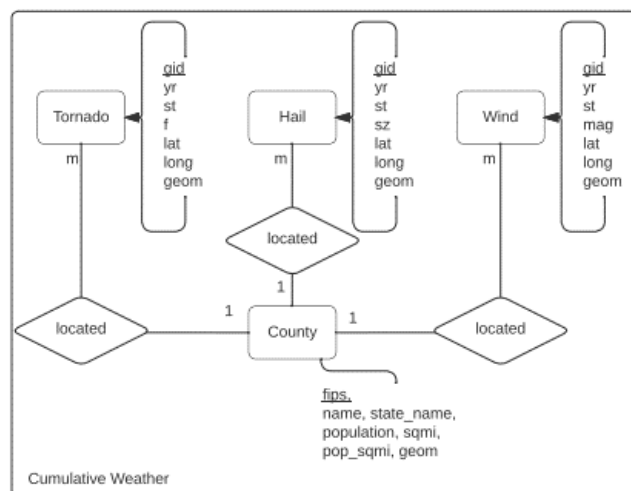 Tornado
m
gid
yr
st
f
lat
long
geom
Hail
m
gid
yr
st
sz
lat
long
geom
Wind
m
gid
yr
st
mag
lat
long
geom
located
located
located
1
1
1
County
fips,
name, state_name,
population, sqmi,
pop_sqmi, geom
Cumulative Weather